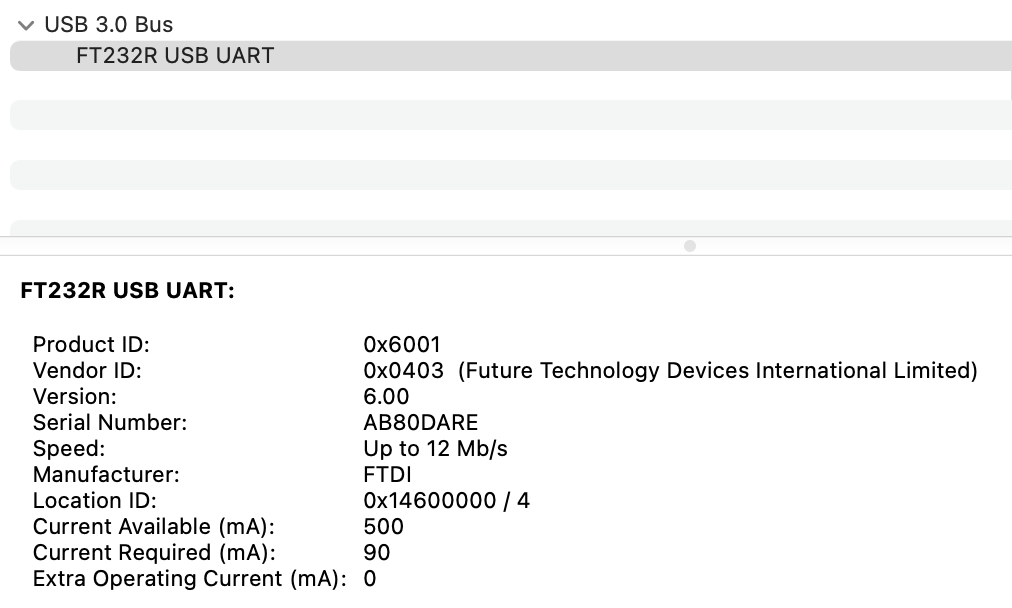 USB 3.0 Bus
FT232R USB UART
FT232R USB UART:
Product ID: 0x6001
Vendor ID: 0x0403 (Future Technology Devices International Limited)
Version: 6.00
Serial Number: AB80DARE
Speed: Up to 12 Mb/s
Manufacturer: FTDI
Location ID: 0x14600000 / 4
Current Available (mA): 500
Current Required (mA): 90
Extra Operating Current (mA): 0